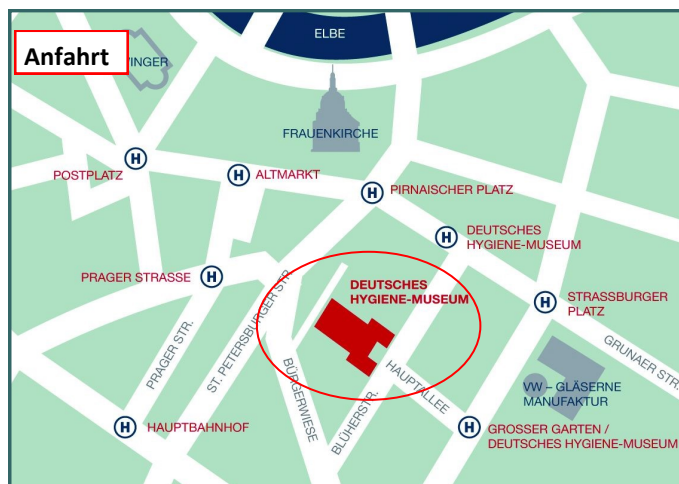 ELBE
Anfahrt
FRAUENKIRCHE
H
POSTPLATZ
H
ALTMARKT
H
PIRNAISCHER PLATZ
H
DEUTSCHES
HYGIENE-MUSEUM
PRAGER STRASSE
H
DEUTSCHES
HYGIENE-MUSEUM
H
STRASSBURGER
PLATZ
PRAGER STR.
ST. PETERSBURGER STR.
BÜRGERWIESE
BLÜHERSTR.
HAUPTALLEE
GRUNAER STR.
VW – GLÄSERNE
MANUFAKTUR
H
HAUPTBAHNHOF
H
GROSSER GARTEN /
DEUTSCHES HYGIENE-MUSEUM